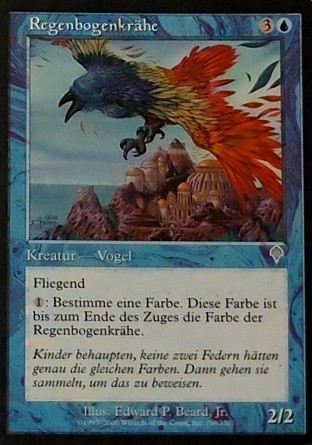 Regenbogenkrähe 3
Kreatur — Vogel
Fliegend
1: Bestimme eine Farbe. Diese Farbe ist
bis zum Ende des Zuges die Farbe der
Regenbogenkrähe.
Kinder behaupten, keine zwei Federn hätten
genau die gleichen Farben. Dann gehen sie
sammeln, um das zu beweisen.
Illus. Edward P. Beard, Jr.
2/2